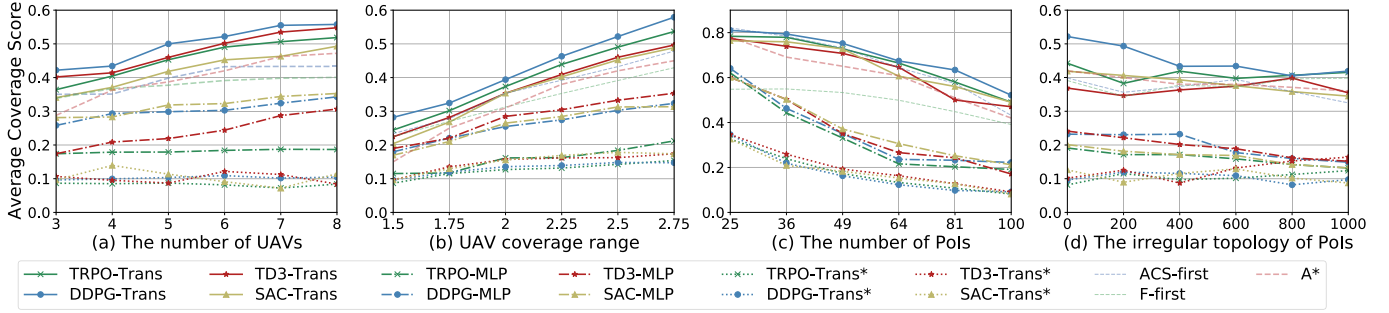 Average Coverage Score
0.6 0.5 0.4 0.3 0.2 0.1 0.0
3 4 5 6 7 8
(a) The number of UAVs
0.6 0.5 0.4 0.3 0.2 0.1 0.0
1.5 1.75 2 2.25 2.5 2.75
(b) UAV coverage range
0.8 0.6 0.4 0.2 0.0
25 36 49 64 81 100
(c) The number of PoIs
0.6 0.5 0.4 0.3 0.2 0.1 0.0
0 200 400 600 800 1000
(d) The irregular topology of PoIs
TRPO-Trans TD3-Trans TRPO-MLP TD3-MLP TRPO-Trans* TD3-Trans* ACS-first A*
DDPG-Trans SAC-Trans DDPG-MLP SAC-MLP DDPG-Trans* SAC-Trans* F-first